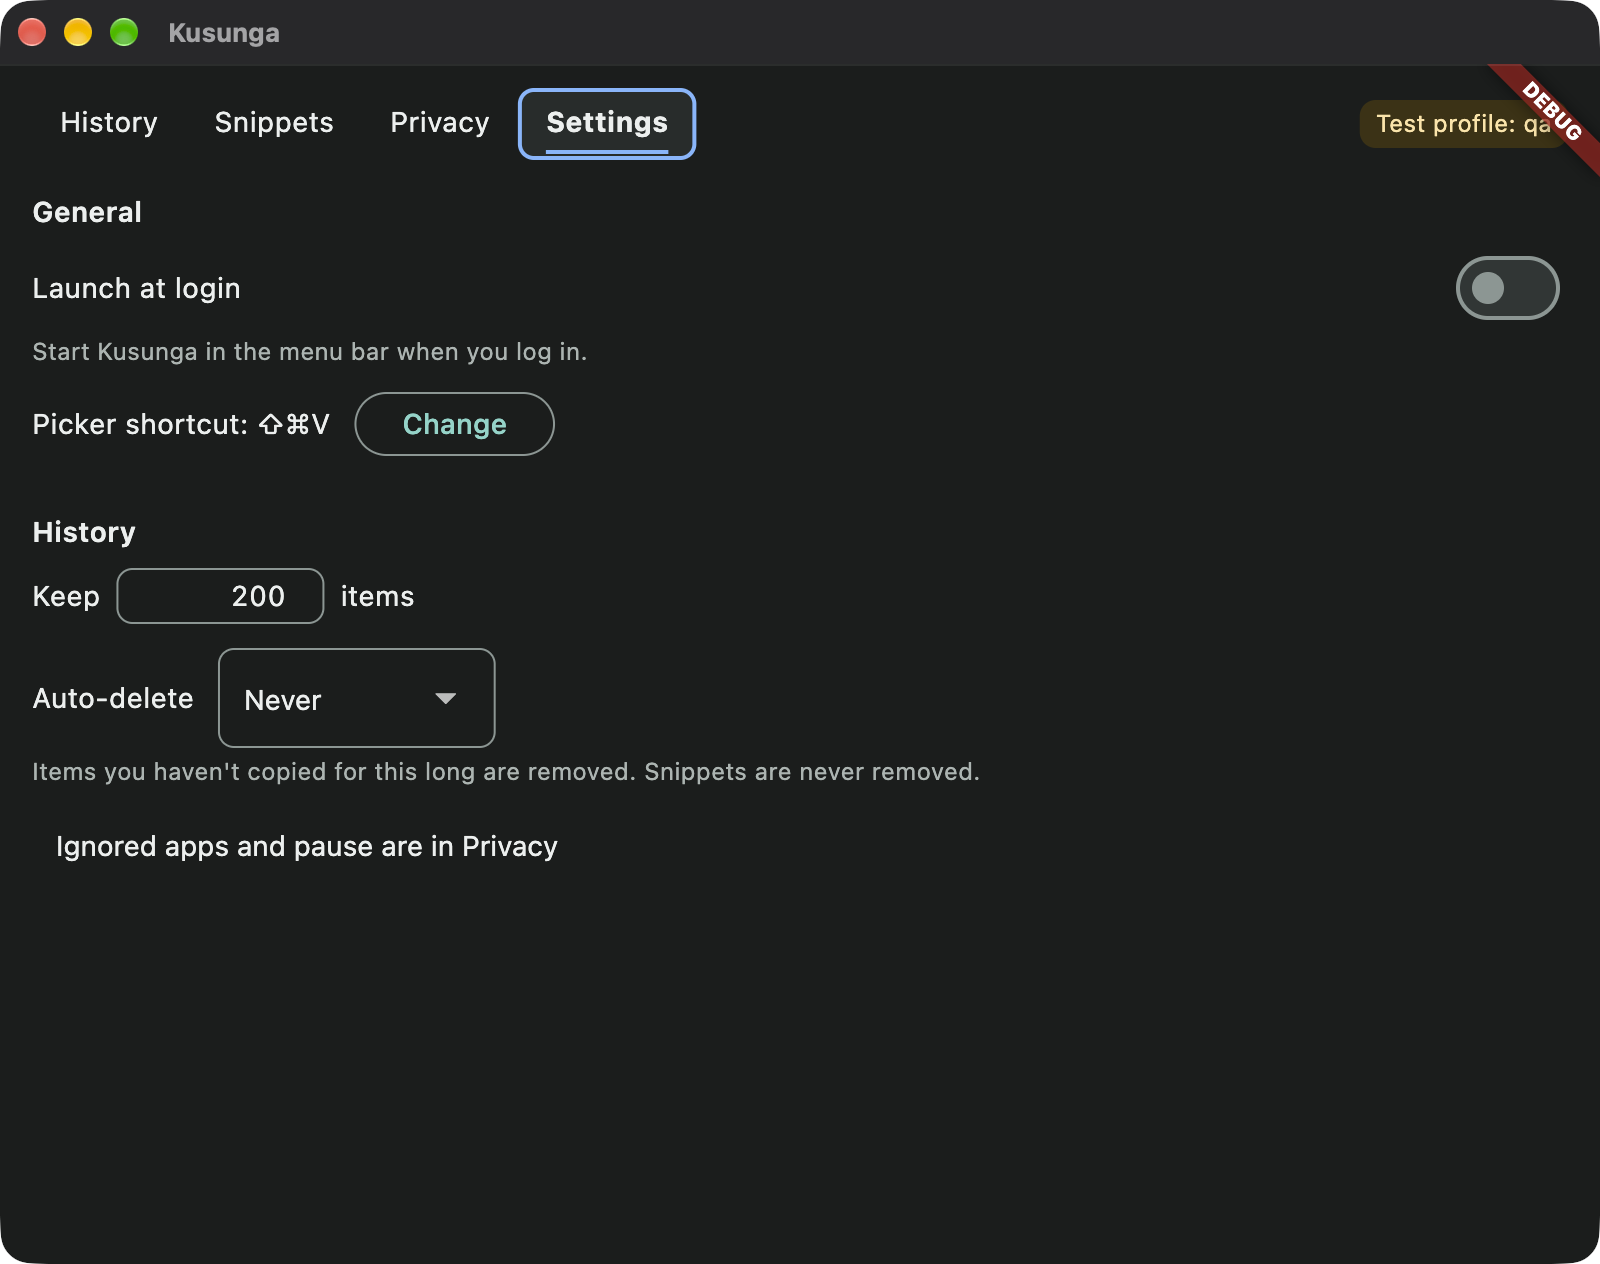 Kusunga
History Snippets Privacy Settings Test profile: qa DEBUG
General
Launch at login
Start Kusunga in the menu bar when you log in.
Picker shortcut: ⇧⌘V Change
History
Keep 200 items
Auto-delete Never
Items you haven't copied for this long are removed. Snippets are never removed.
Ignored apps and pause are in Privacy